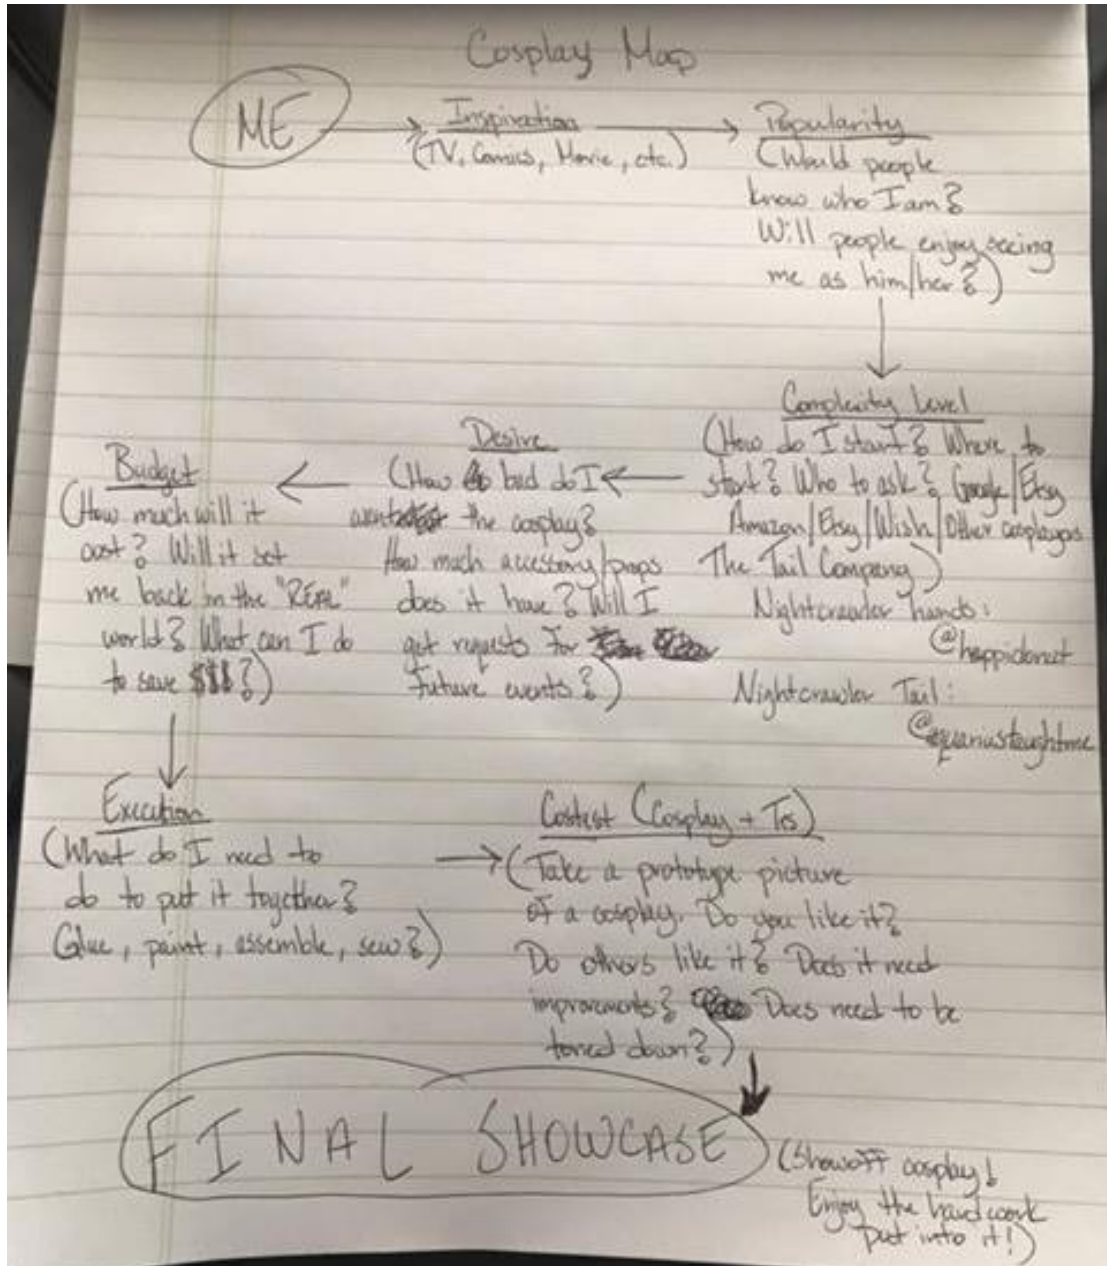 Cosplay Map
ME
Inspiration
(TV, Comics, Movie, etc.)
Popularity
(Would people
know who I am?
Will people enjoy seeing
me as him/her?)
Complexity Level
(How do I start? Where to
start? Who to ask? Google/Etsy
Amazon/Etsy/Wish/Other cosplayers
The Tail Company)
Nightcrawler hands:
@happidonut
Nightcrawler Tail:
@aquariustaughtme
Desire
(How bad do I
want the cosplay?
How much accessory/props
does it have? Will I
get requests for
future events?)
Budget
(How much will it
cost? Will it set
me back in the "REAL"
world? What can I do
to save $$$?)
Execution
(What do I need to
do to put it together?
Glue, paint, assemble, sew?)
(Cosplay + Tes)
(Take a prototype picture
of a cosplay. Do you like it?
Do others like it? Does it need
improvements? Does need to be
toned down?)
FINAL SHOWCASE
(Showoff cosplay!
Enjoy the hard work
put into it!)